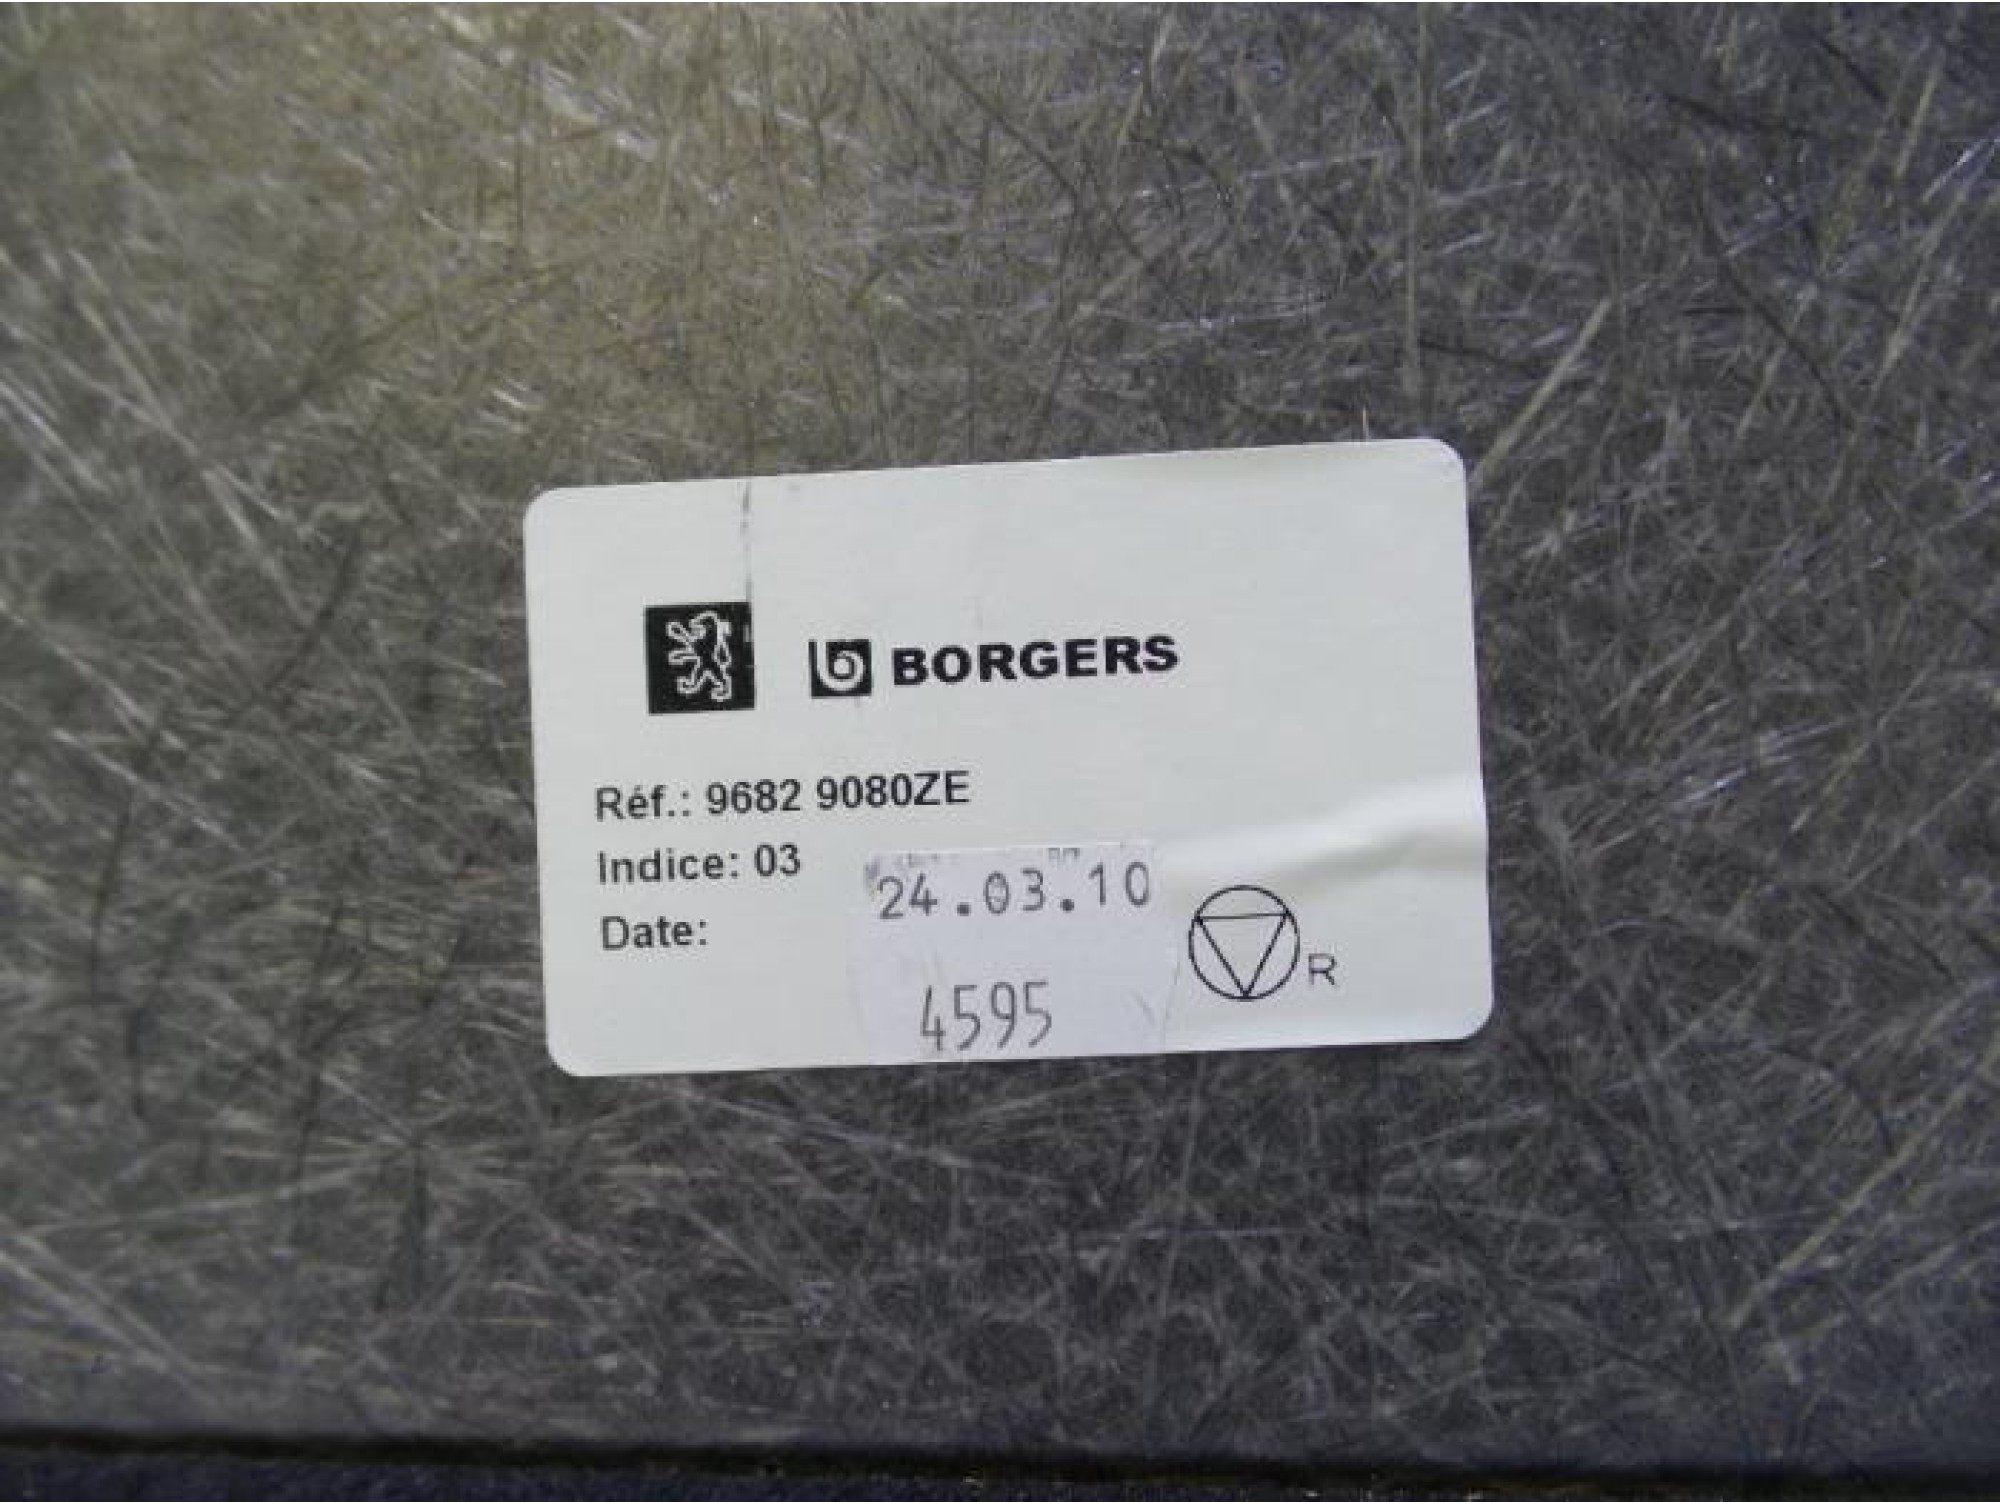 BORGERS
Réf.: 9682 9080ZE
Indice: 03
Date: 24.03.10
4595
R